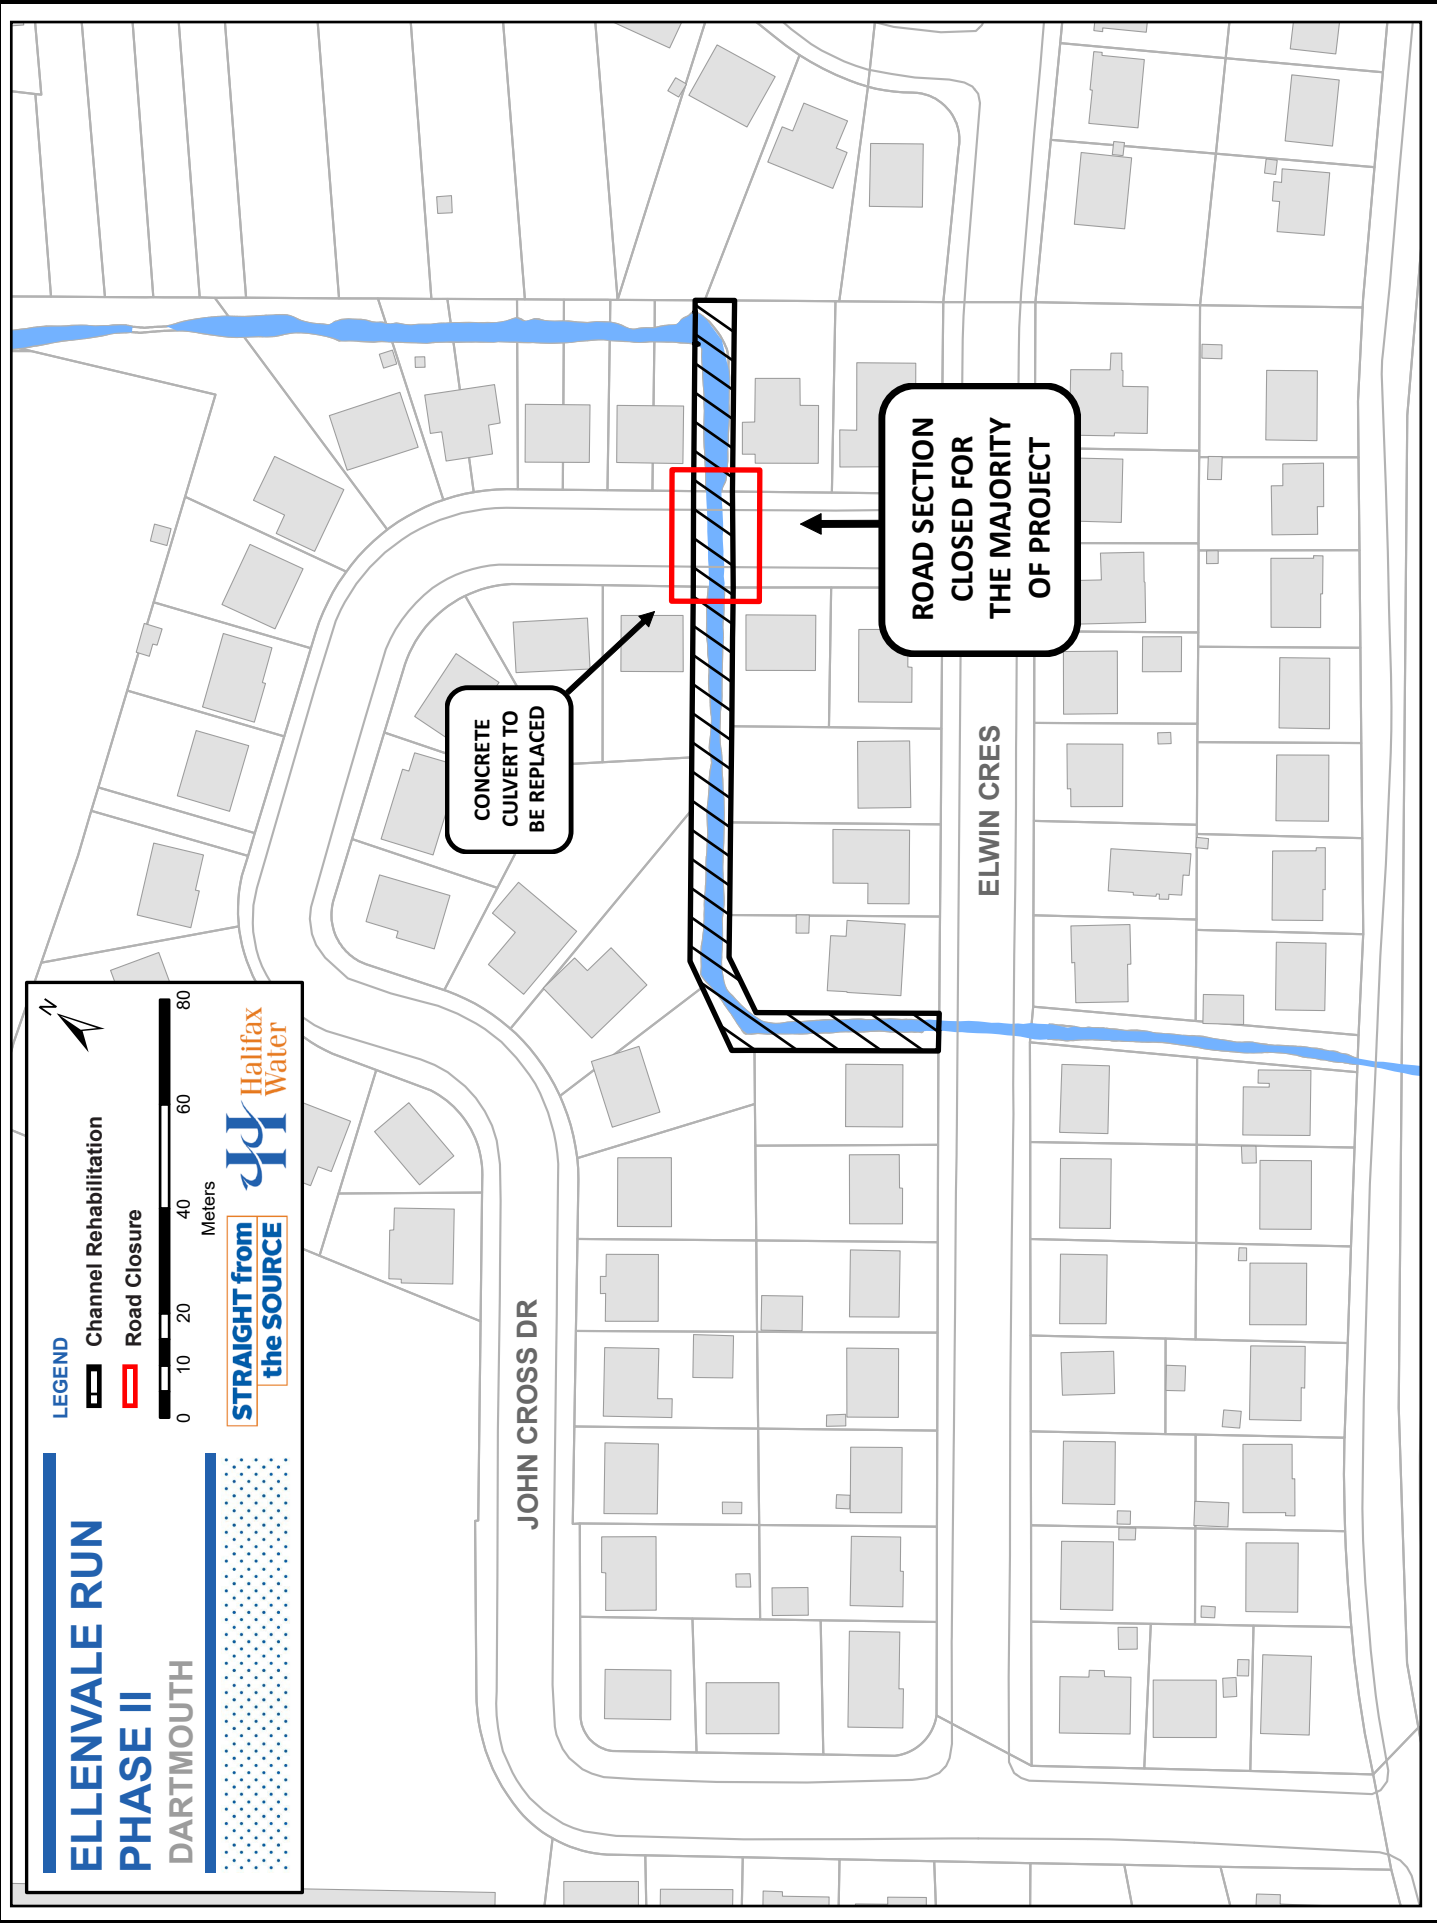 ELLENVALE RUN
PHASE II
DARTMOUTH
LEGEND
Channel Rehabilitation
Road Closure
0 10 20 40 60 80
Meters
N
STRAIGHT from
the SOURCE
Halifax
Water
CONCRETE
CULVERT TO
BE REPLACED
ROAD SECTION
CLOSED FOR
THE MAJORITY
OF PROJECT
JOHN CROSS DR
ELWIN CRES